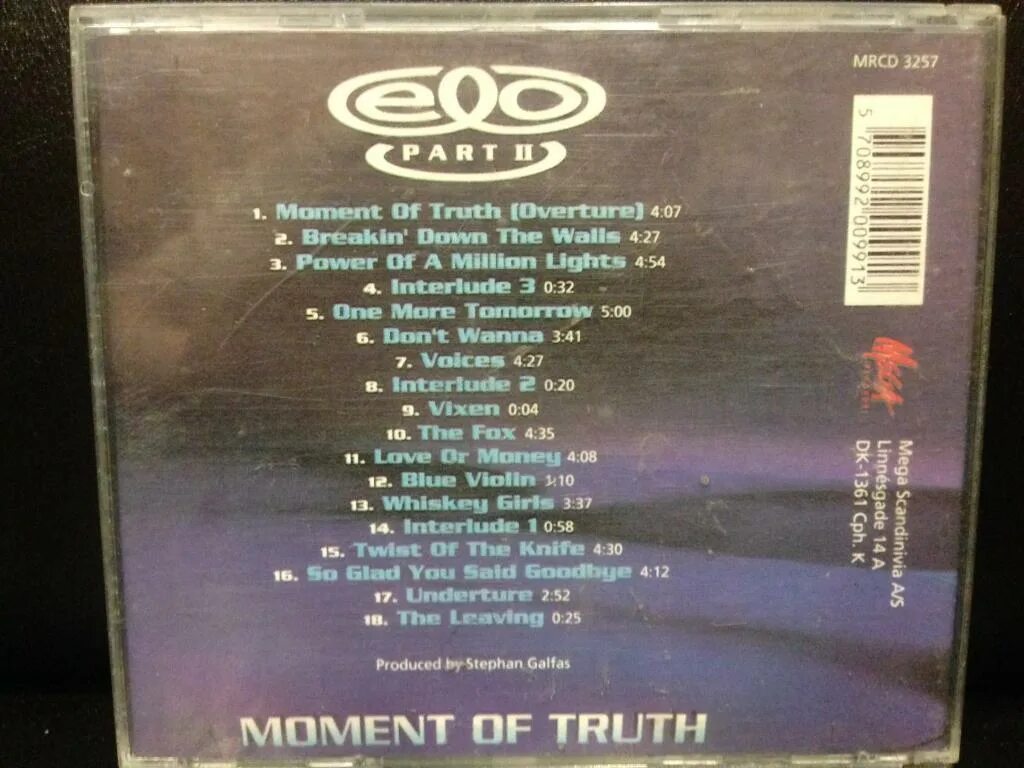 elo
PART II
1. Moment Of Truth (Overture) 4:07
2. Breakin' Down The Walls 4:27
3. Power Of A Million Lights 4:54
4. Interlude 3 0:32
5. One More Tomorrow 5:00
6. Don't Wanna 3:41
7. Voices 4:27
8. Interlude 2 0:20
9. Vixen 0:04
10. The Fox 4:35
11. Love Or Money 4:08
12. Blue Violin 1:10
13. Whiskey Girls 3:37
14. Interlude 1 0:58
15. Twist Of The Knife 4:30
16. So Glad You Said Goodbye 4:12
17. Underture 2:52
18. The Leaving 0:25
Produced by Stephan Galfas
MOMENT OF TRUTH
MRCD 3257
5 708992 009913
MEGA
Mega Scandinivia A/S
Linnésgade 14 A
DK-1361 Cph. K